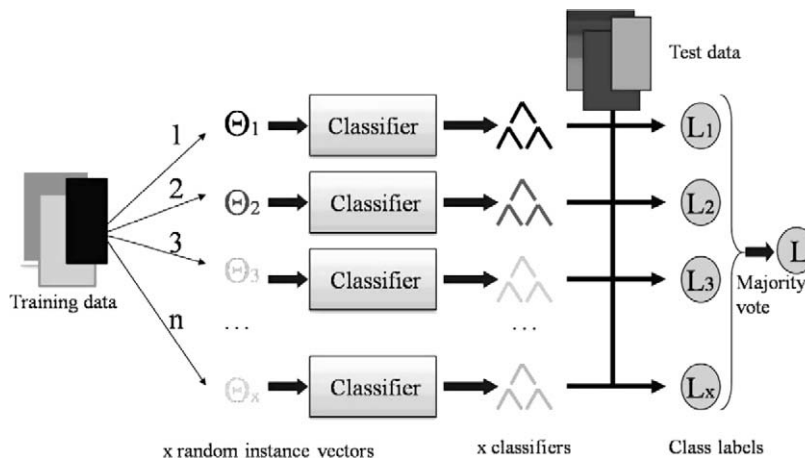 Test data
1
Θ1
Classifier
L1
2
Θ2
Classifier
L2
3
Θ3
Classifier
L3
L
Training data
Majority
vote
n
...
...
Θx
Classifier
Lx
x random instance vectors
x classifiers
Class labels